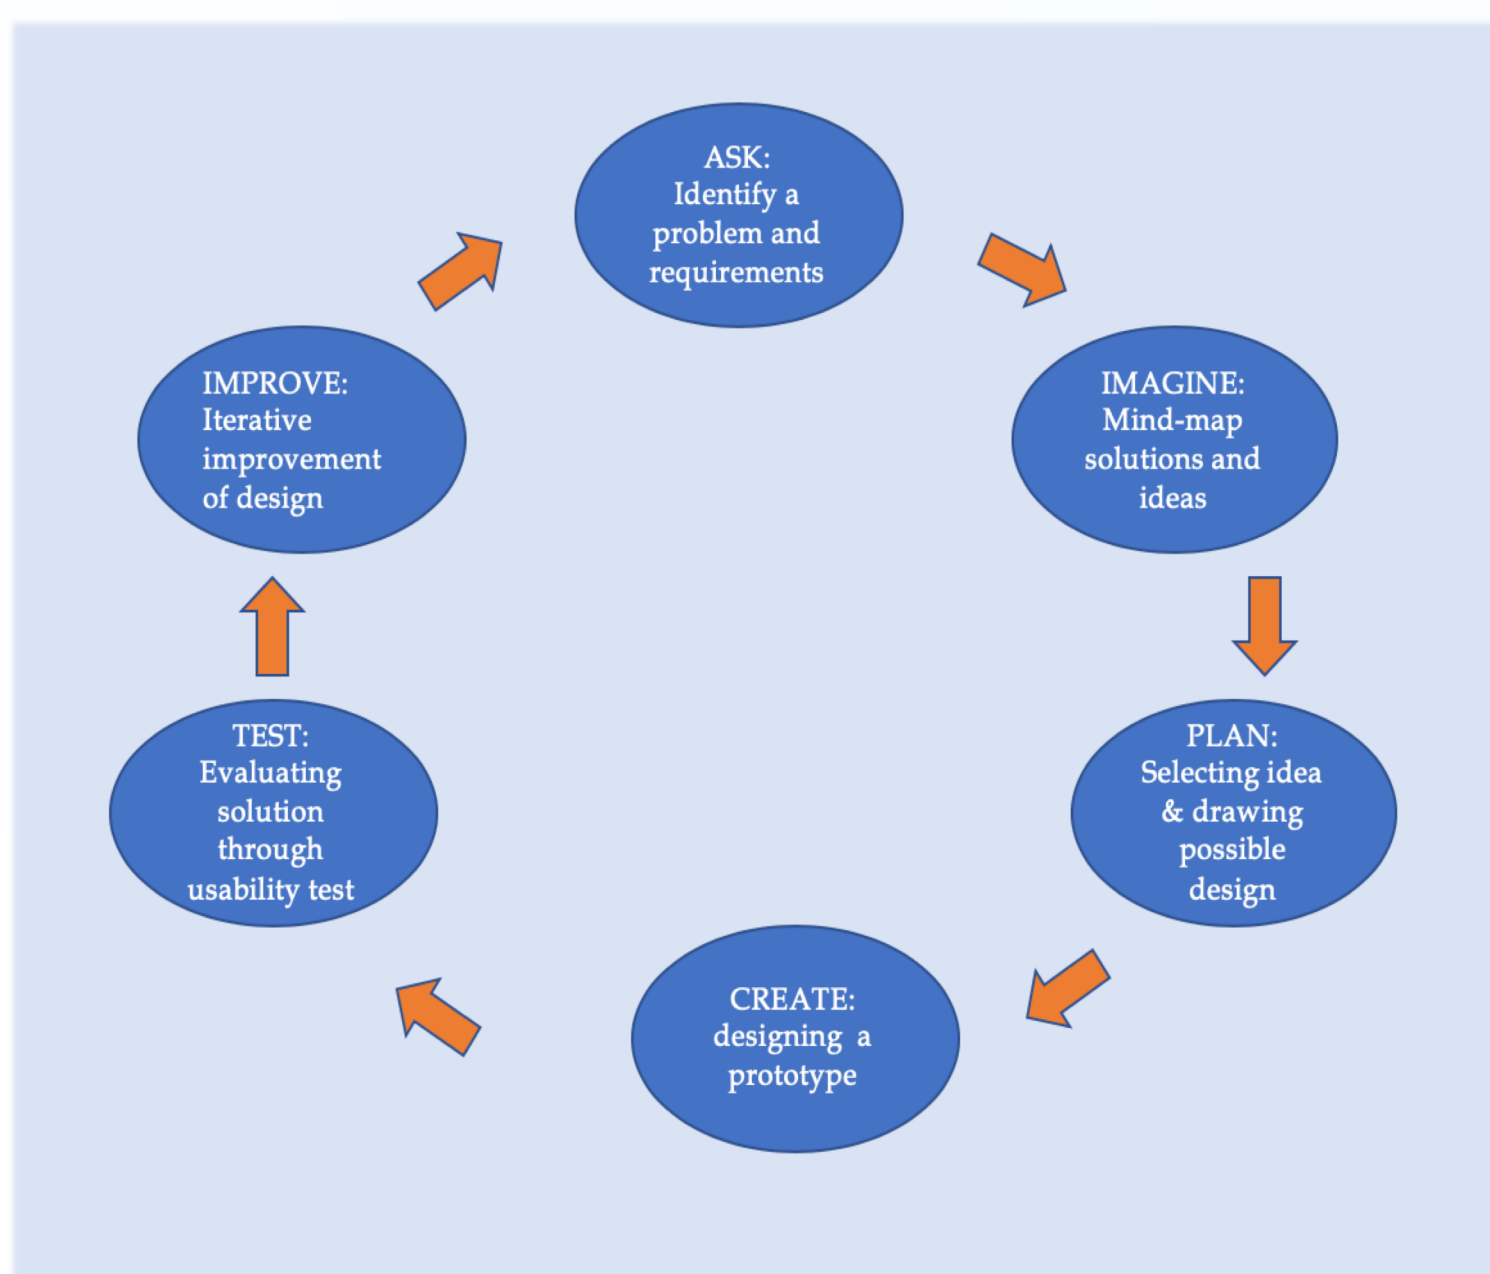 ASK:
Identify a
problem and
requirements
IMAGINE:
Mind-map
solutions and
ideas
PLAN:
Selecting idea
& drawing
possible
design
CREATE:
designing  a
prototype
TEST:
Evaluating
solution
through
usability test
IMPROVE:
Iterative
improvement
of design